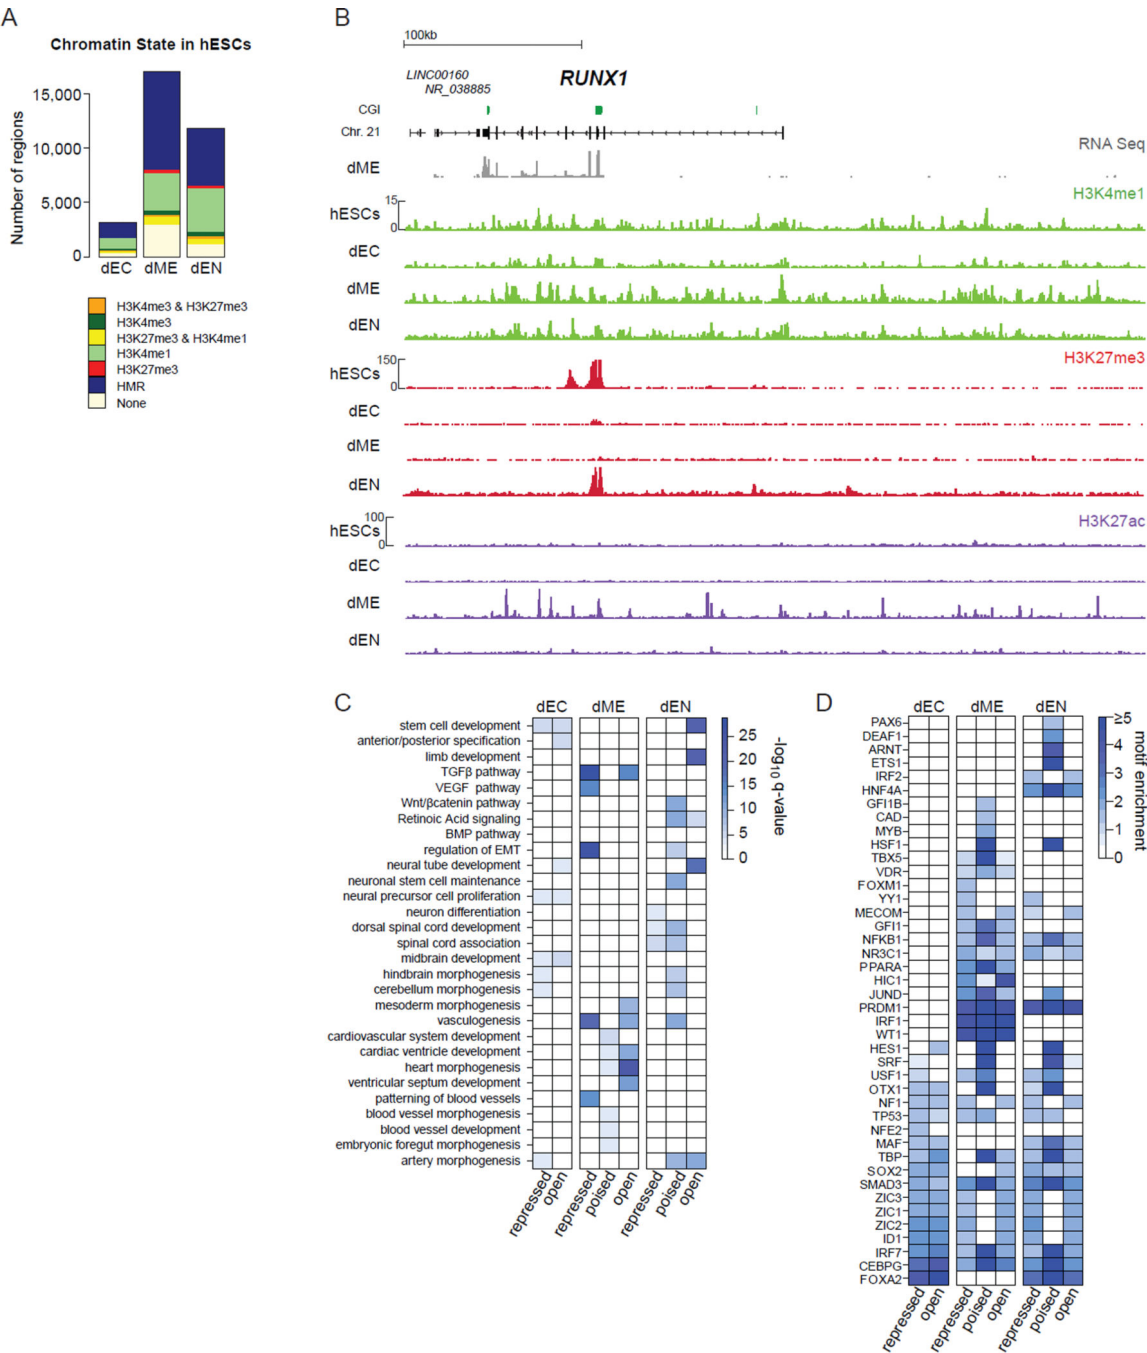 A
Chromatin State in hESCs
Number of regions
15,000
10,000
5,000
0
dEC dME dEN
H3K4me3 & H3K27me3
H3K4me3
H3K27me3 & H3K4me1
H3K4me1
H3K27me3
HMR
None
B
100kb
LINC00160
NR_038885
RUNX1
CGI
Chr. 21
RNA Seq
dME
H3K4me1
15
hESCs
0
dEC
dME
dEN
H3K27me3
150
hESCs
0
dEC
dME
dEN
H3K27ac
100
hESCs
0
dEC
dME
dEN
C
dEC dME dEN
stem cell development
anterior/posterior specification
limb development
TGFβ pathway
VEGF pathway
Wnt/βcatenin pathway
Retinoic Acid signaling
BMP pathway
regulation of EMT
neural tube development
neuronal stem cell maintenance
neural precursor cell proliferation
neuron differentiation
dorsal spinal cord development
spinal cord association
midbrain development
hindbrain morphogenesis
cerebellum morphogenesis
mesoderm morphogenesis
vasculogenesis
cardiovascular system development
cardiac ventricle development
heart morphogenesis
ventricular septum development
patterning of blood vessels
blood vessel morphogenesis
blood vessel development
embryonic foregut morphogenesis
artery morphogenesis
repressed open repressed poised open repressed poised open
25
20
15
10
5
0
-log10 q-value
D
dEC dME dEN
PAX6
DEAF1
ARNT
ETS1
IRF2
HNF4A
GFI1B
CAD
MYB
HSF1
TBX5
VDR
FOXM1
YY1
MECOM
GFI1
NFKB1
NR3C1
PPARA
HIC1
JUND
PRDM1
IRF1
WT1
HES1
SRF
USF1
OTX1
NF1
TP53
NFE2
MAF
TBP
SOX2
SMAD3
ZIC3
ZIC1
ZIC2
ID1
IRF7
CEBPG
FOXA2
repressed open repressed poised open repressed poised open
≥5
4
3
2
1
0
motif enrichment